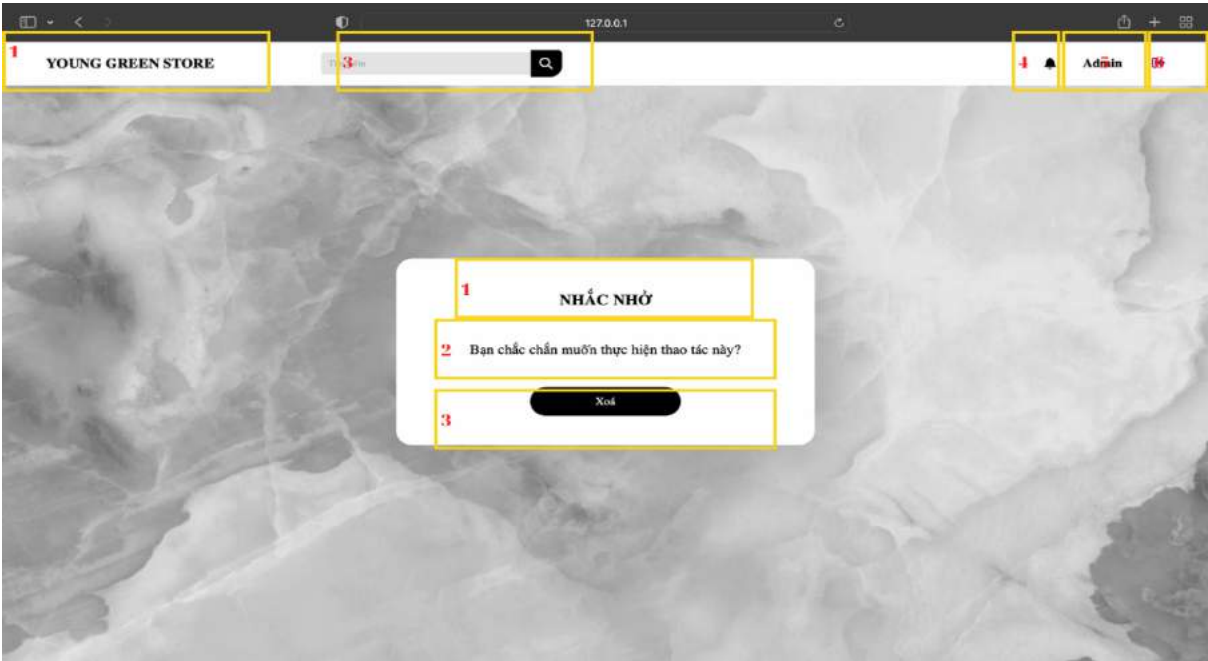 127.0.0.1
1 YOUNG GREEN STORE 3 4 Admin
1 NHẮC NHỞ
2 Bạn chắc chắn muốn thực hiện thao tác này?
Xoá
3